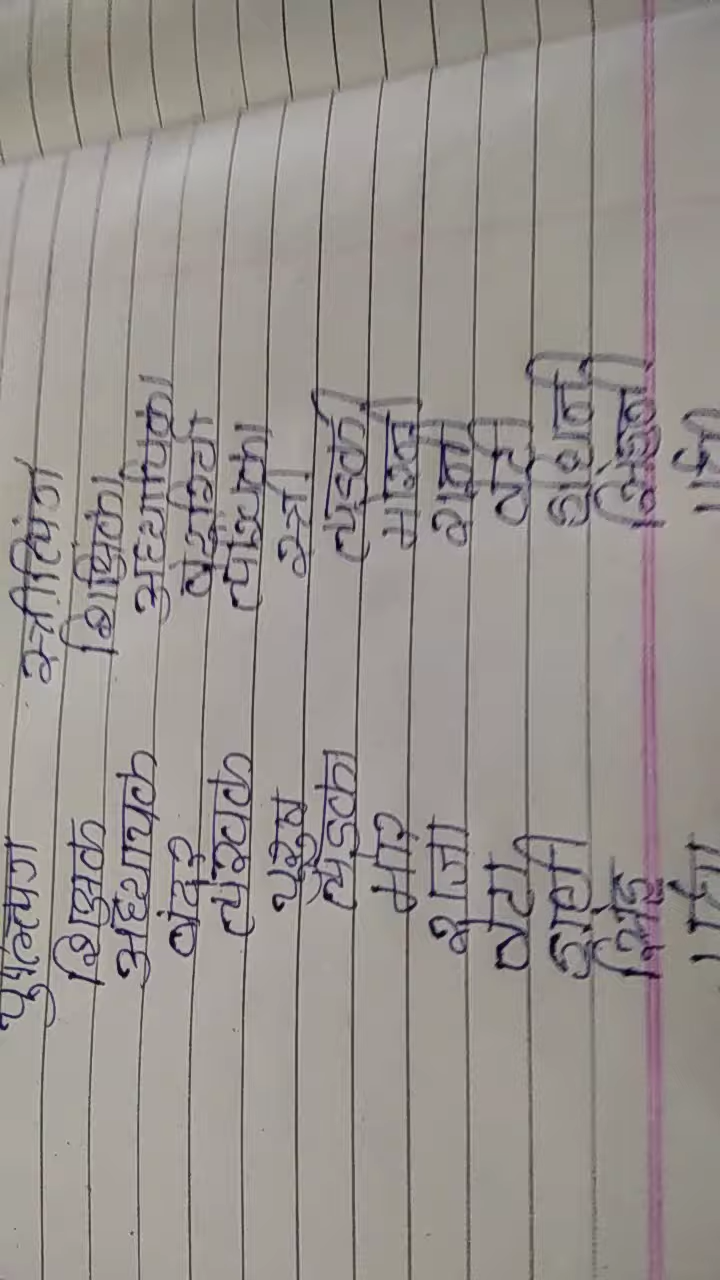 पुल्लिंग स्त्रीलिंग
शिक्षक शिक्षिका
अध्यापक अध्यापिका
बंदर बंदरिया
लेखक लेखिका
पुरुष स्त्री
लड़का लड़की
मोर मोरनी
राजा रानी
बेटा बेटी
हाथी हथिनी
सिंह सिंहनी